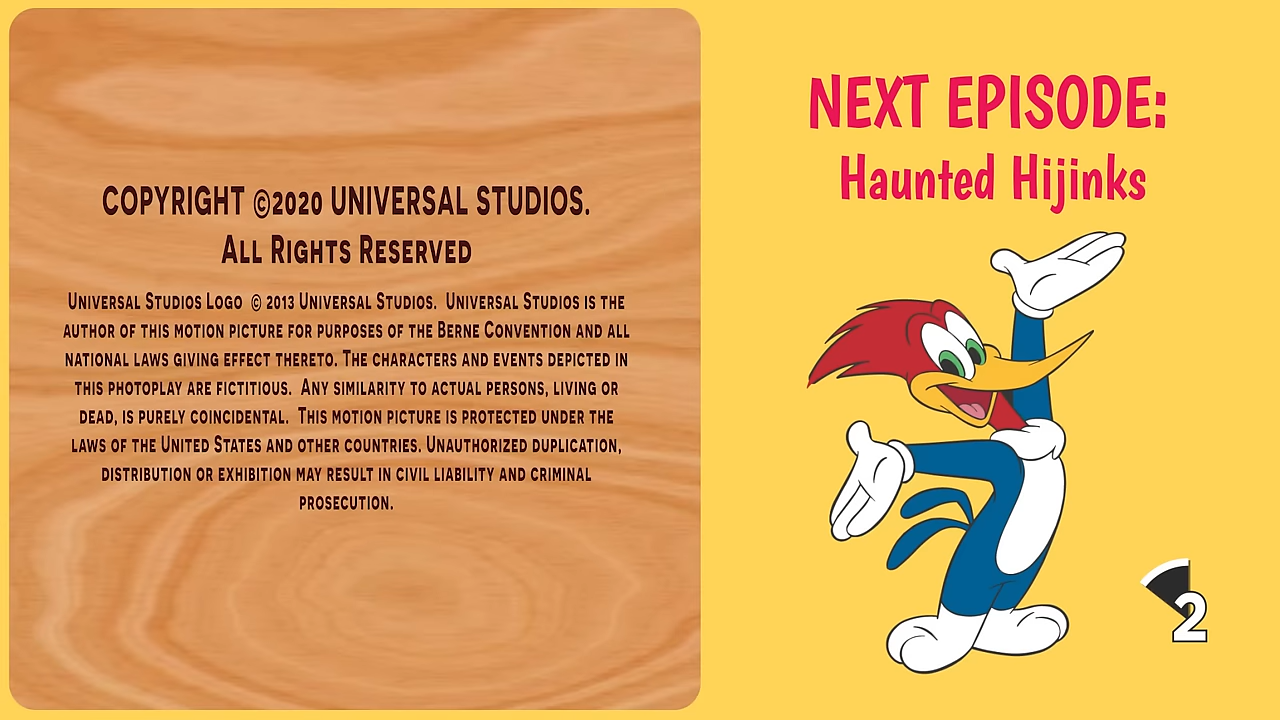 COPYRIGHT ©2020 UNIVERSAL STUDIOS.
All Rights Reserved
Universal Studios Logo © 2013 Universal Studios. Universal Studios is the
author of this motion picture for purposes of the Berne Convention and all
national laws giving effect thereto. The characters and events depicted in
this photoplay are fictitious. Any similarity to actual persons, living or
dead, is purely coincidental. This motion picture is protected under the
laws of the United States and other countries. Unauthorized duplication,
distribution or exhibition may result in civil liability and criminal
prosecution.
NEXT EPISODE:
Haunted Hijinks
2